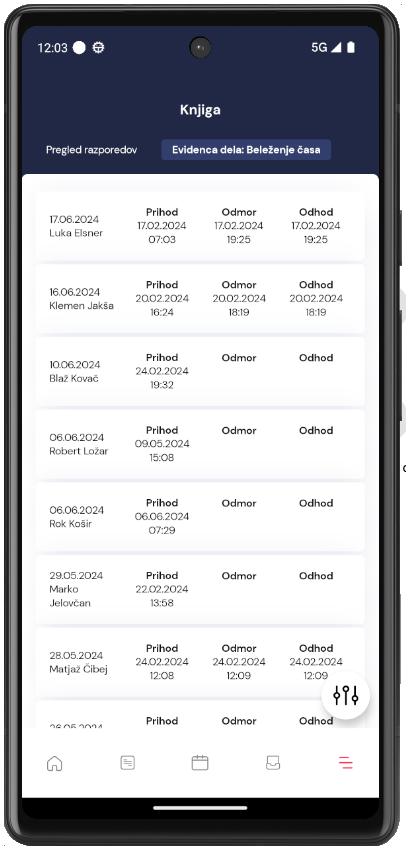 12:03 5G
Knjiga
Pregled razporedov Evidenca dela: Beleženje časa
17.06.2024
Luka Elsner
Prihod
17.02.2024
07:03
Odmor
17.02.2024
19:25
Odhod
17.02.2024
19:25
16.06.2024
Klemen Jakša
Prihod
20.02.2024
16:24
Odmor
20.02.2024
18:19
Odhod
20.02.2024
18:19
10.06.2024
Blaž Kovač
Prihod
24.02.2024
19:32
Odmor
Odhod
06.06.2024
Robert Ložar
Prihod
09.05.2024
15:08
Odmor
Odhod
06.06.2024
Rok Košir
Prihod
06.06.2024
07:29
Odmor
Odhod
29.05.2024
Marko
Jelovčan
Prihod
22.02.2024
13:58
Odmor
Odhod
28.05.2024
Matjaž Čibej
Prihod
24.02.2024
12:08
Odmor
24.02.2024
12:09
Odhod
24.02.2024
12:09
26.05.2024
Prihod
Odmor
Odhod